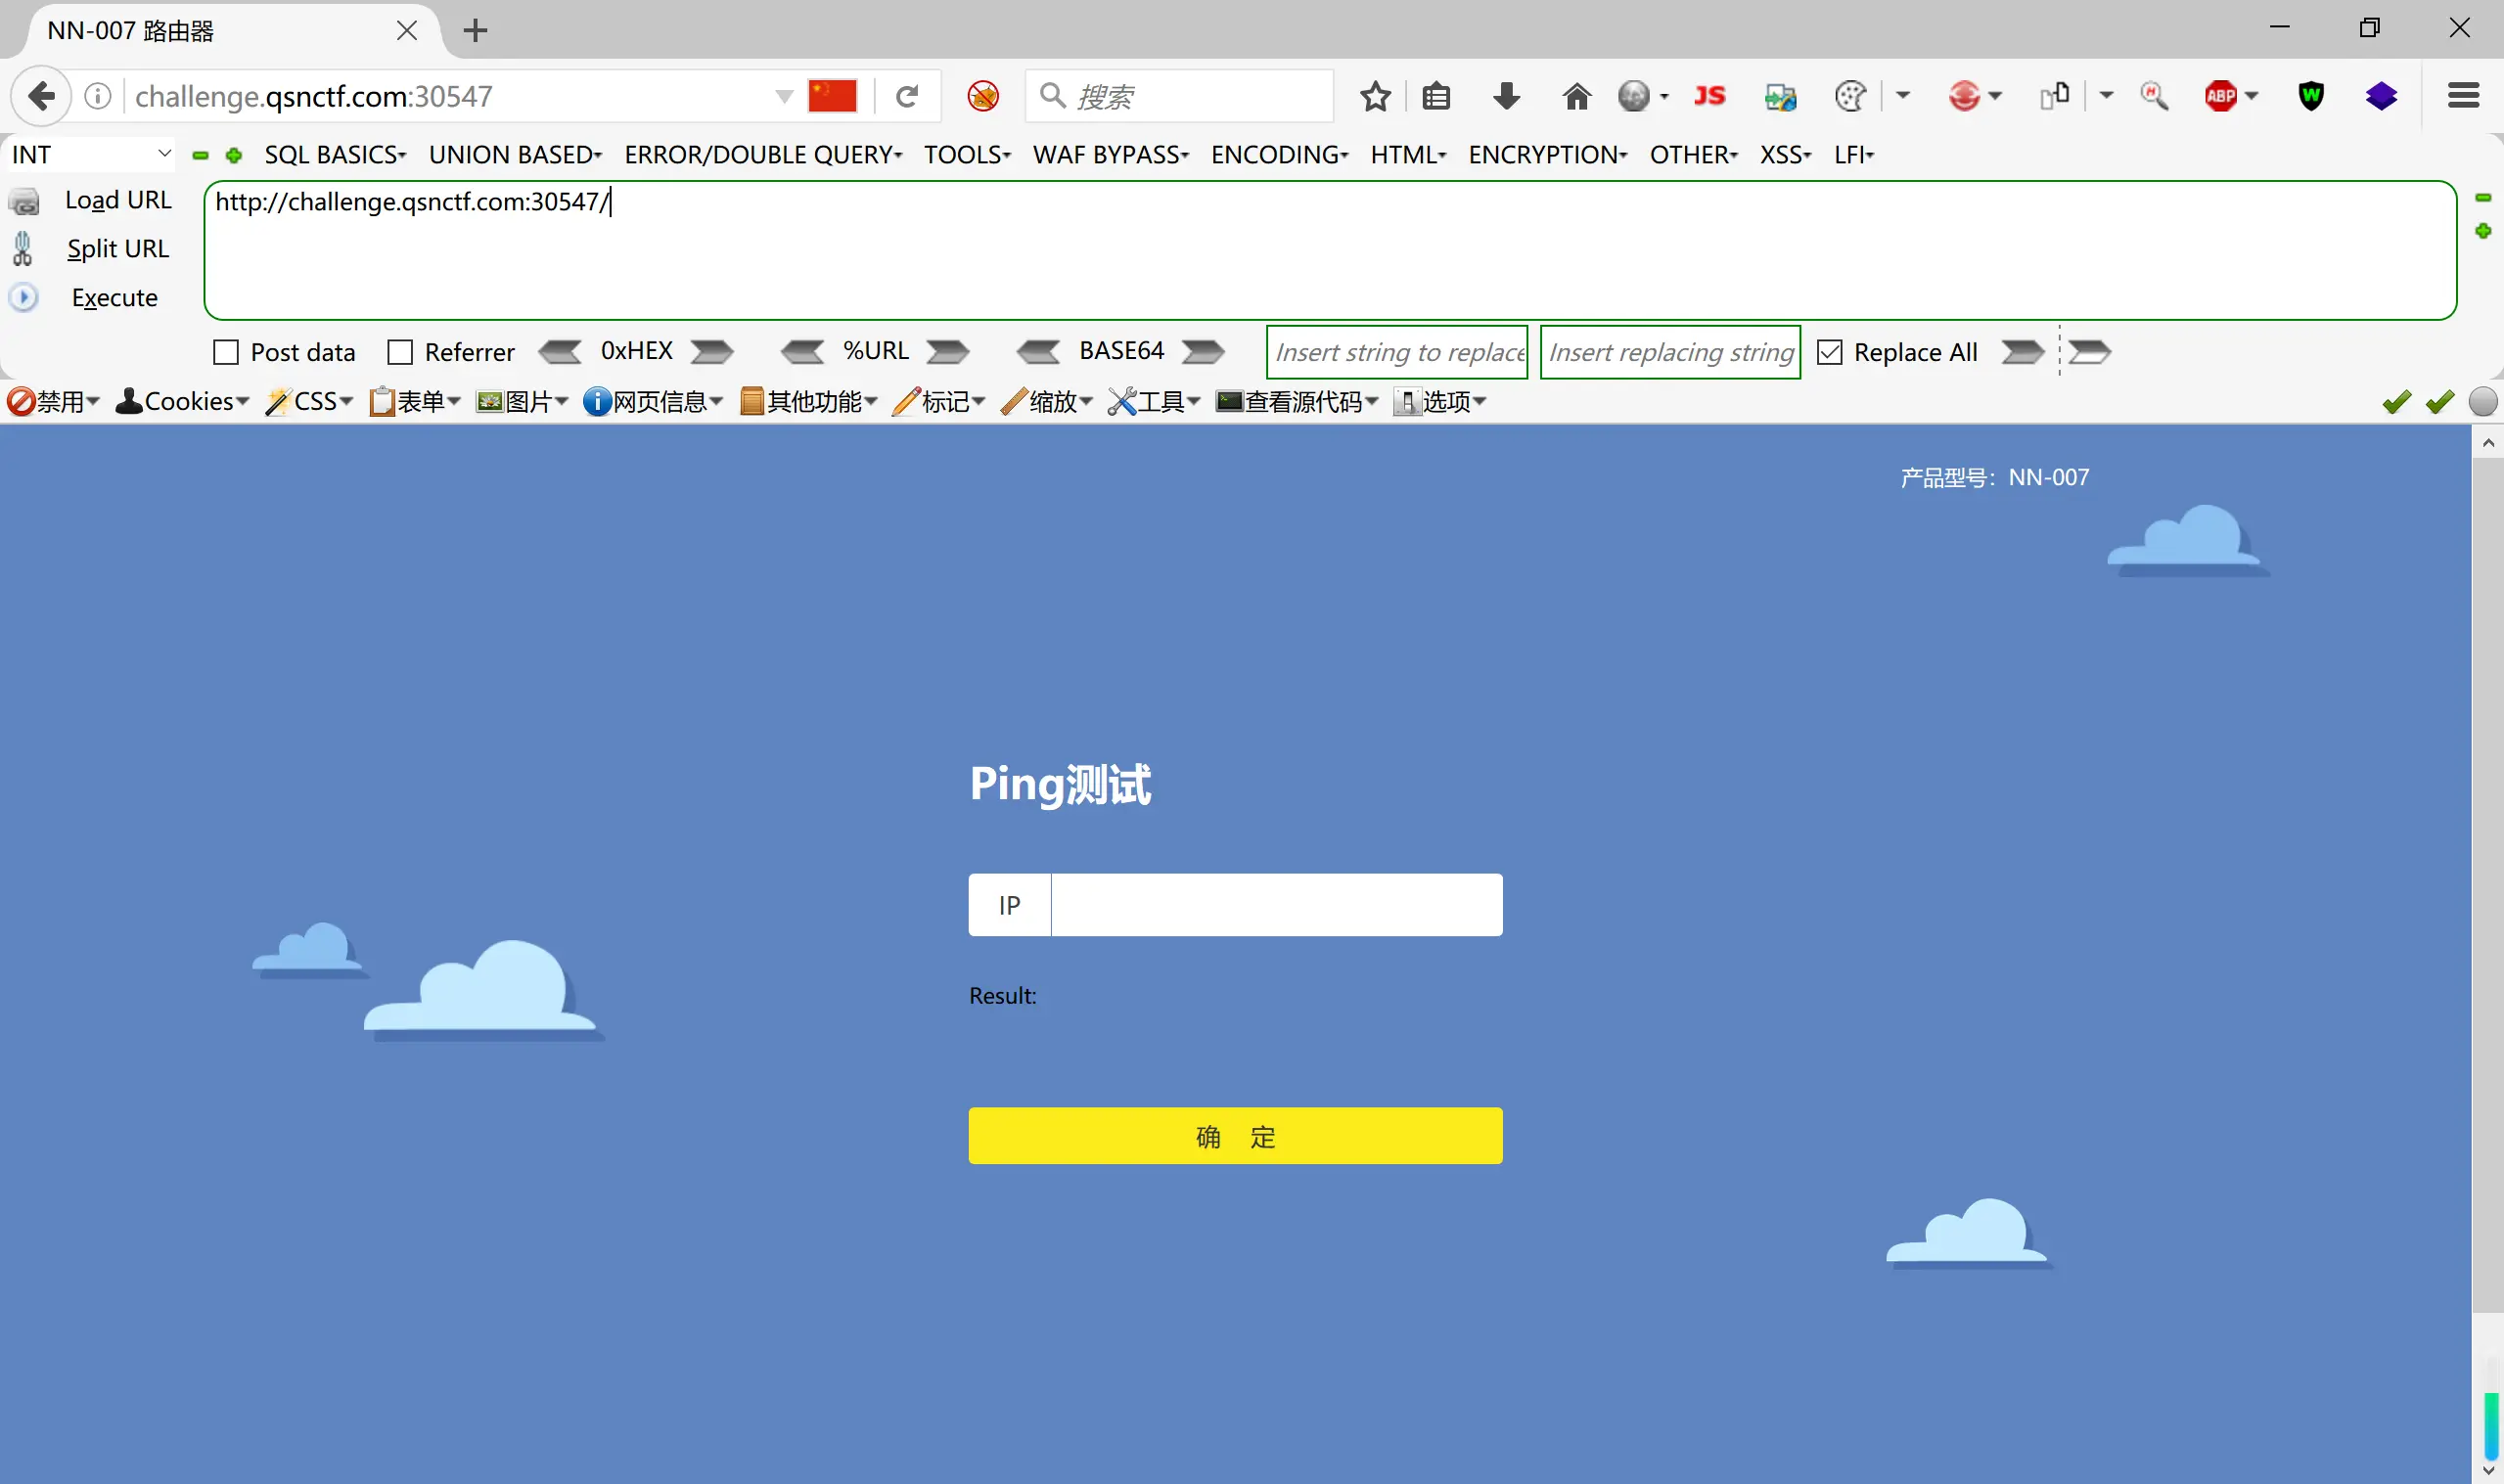 NN-007 路由器
challenge.qsnctf.com:30547
搜索
JS
ABP
W
INT
SQL BASICS
UNION BASED
ERROR/DOUBLE QUERY
TOOLS
WAF BYPASS
ENCODING
HTML
ENCRYPTION
OTHER
XSS
LFI
Load URL
http://challenge.qsnctf.com:30547/
Split URL
Execute
Post data
Referrer
0xHEX
%URL
BASE64
Insert string to replace
Insert replacing string
Replace All
禁用
Cookies
CSS
表单
图片
网页信息
其他功能
标记
缩放
工具
查看源代码
选项
产品型号：NN-007
Ping测试
IP
Result:
确 定